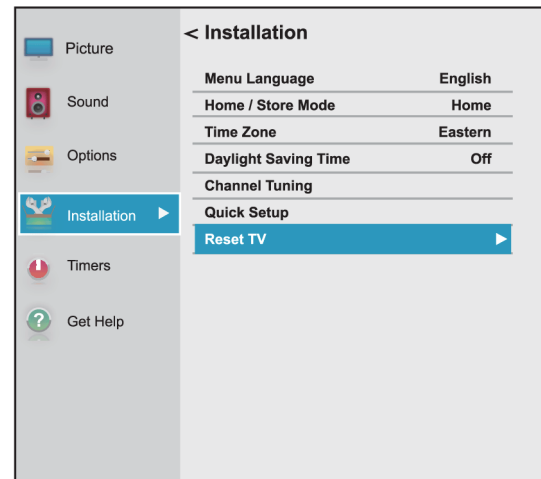 Picture
Sound
Options
Installation
Timers
Get Help
< Installation
Menu Language English
Home / Store Mode Home
Time Zone Eastern
Daylight Saving Time Off
Channel Tuning
Quick Setup
Reset TV